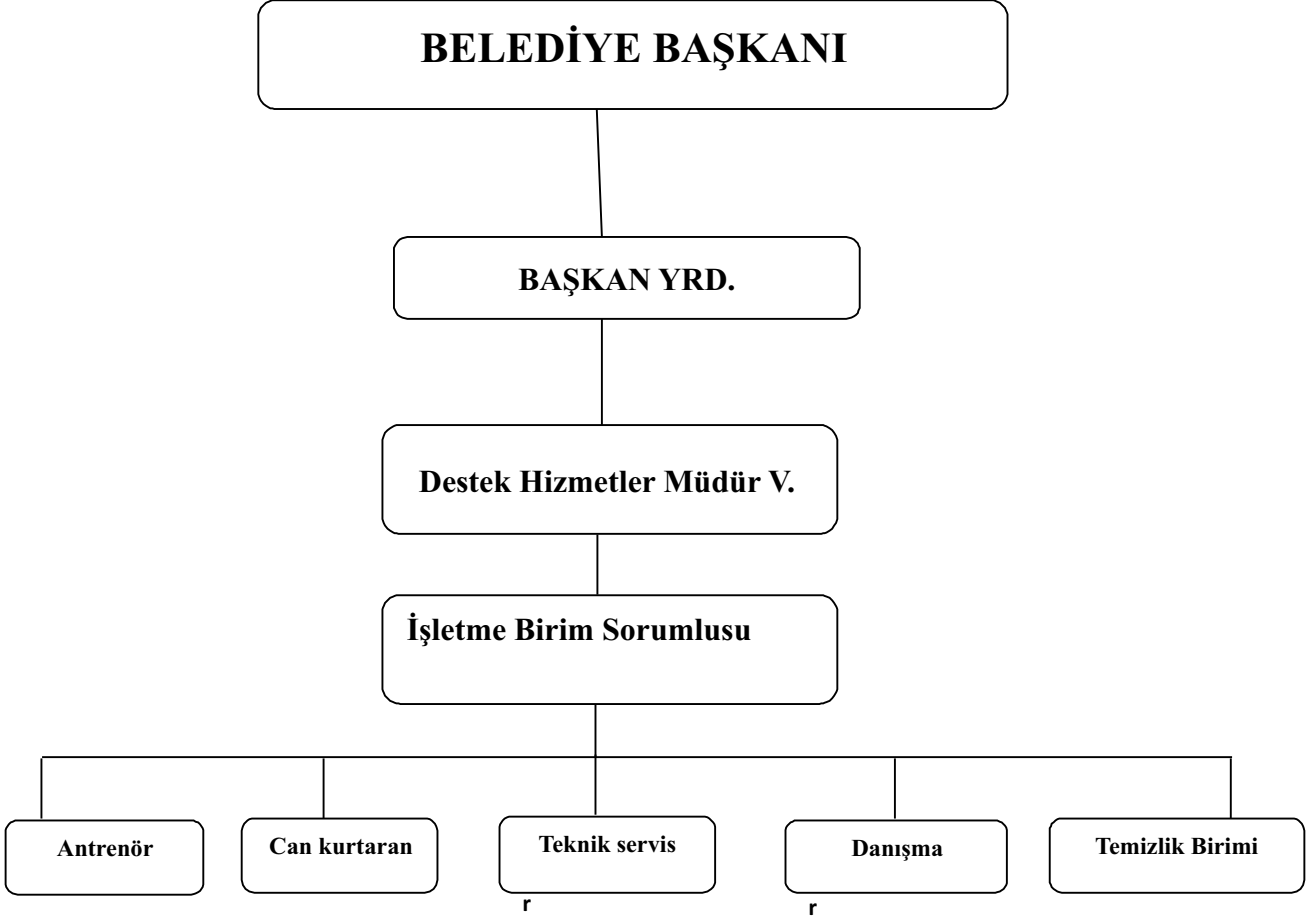 BELEDİYE BAŞKANI
BAŞKAN YRD.
Destek Hizmetler Müdür V.
İşletme Birim Sorumlusu
Antrenör
Can kurtaran
Teknik servis
Danışma
Temizlik Birimi
r
r